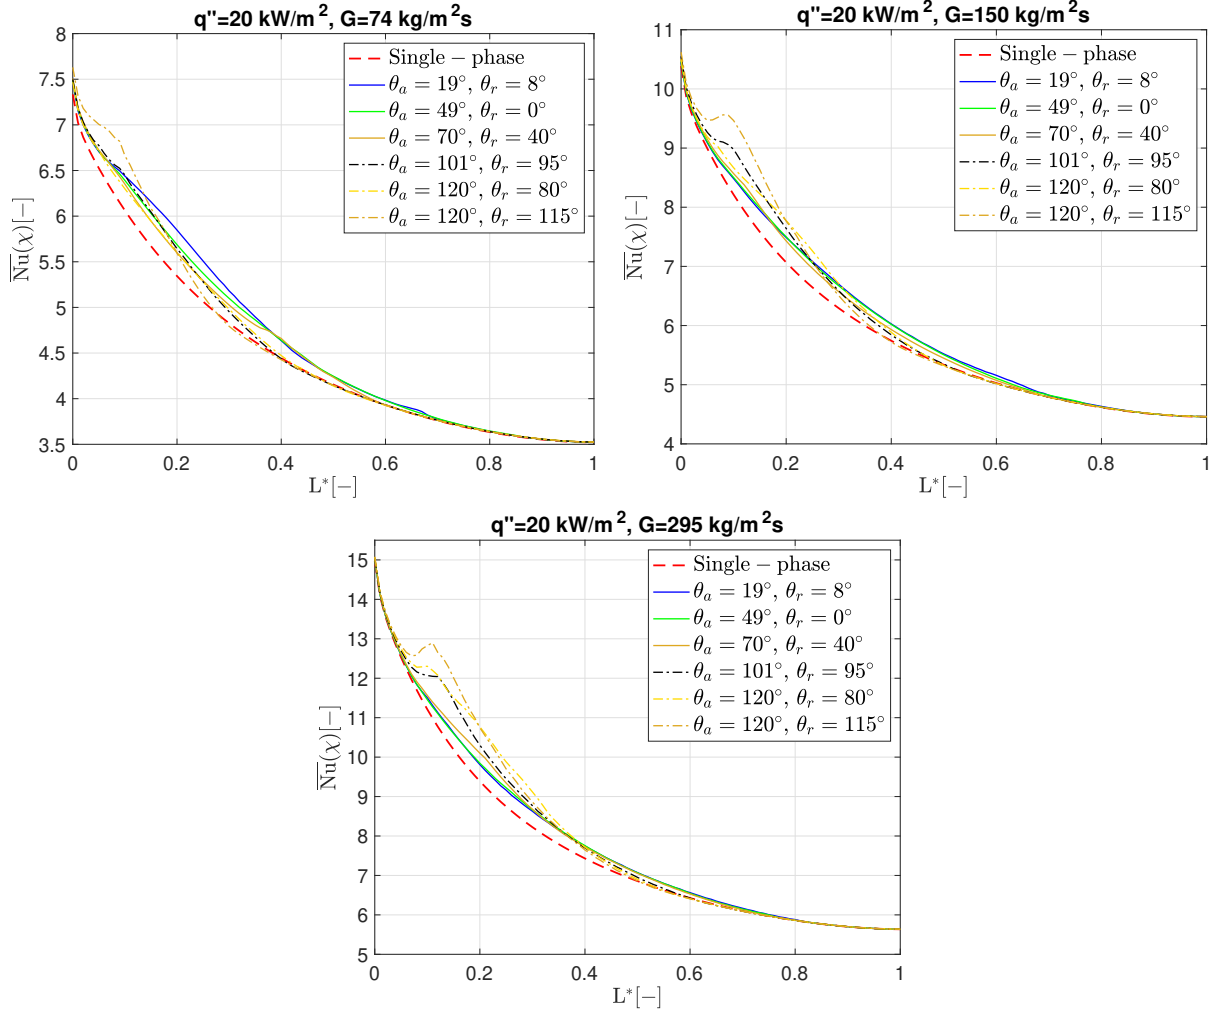 q"=20 kW/m², G=74 kg/m²s
8
7.5
7
6.5
6
5.5
5
4.5
4
3.5
0
0.2
0.4
0.6
0.8
1
N̅u̅(χ)[−]
L*[−]
Single − phase
θₐ = 19°, θᵣ = 8°
θₐ = 49°, θᵣ = 0°
θₐ = 70°, θᵣ = 40°
θₐ = 101°, θᵣ = 95°
θₐ = 120°, θᵣ = 80°
θₐ = 120°, θᵣ = 115°
q"=20 kW/m², G=150 kg/m²s
11
10
9
8
7
6
5
4
0
0.2
0.4
0.6
0.8
1
N̅u̅(χ)[−]
L*[−]
Single − phase
θₐ = 19°, θᵣ = 8°
θₐ = 49°, θᵣ = 0°
θₐ = 70°, θᵣ = 40°
θₐ = 101°, θᵣ = 95°
θₐ = 120°, θᵣ = 80°
θₐ = 120°, θᵣ = 115°
q"=20 kW/m², G=295 kg/m²s
15
14
13
12
11
10
9
8
7
6
5
0
0.2
0.4
0.6
0.8
1
N̅u̅(χ)[−]
L*[−]
Single − phase
θₐ = 19°, θᵣ = 8°
θₐ = 49°, θᵣ = 0°
θₐ = 70°, θᵣ = 40°
θₐ = 101°, θᵣ = 95°
θₐ = 120°, θᵣ = 80°
θₐ = 120°, θᵣ = 115°